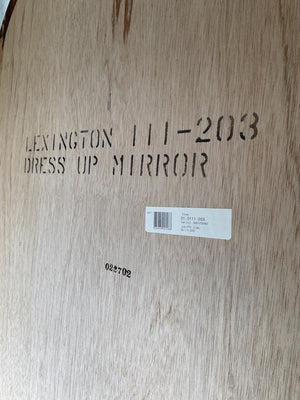 LEXINGTON 111-203
DRESS UP MIRROR
082702